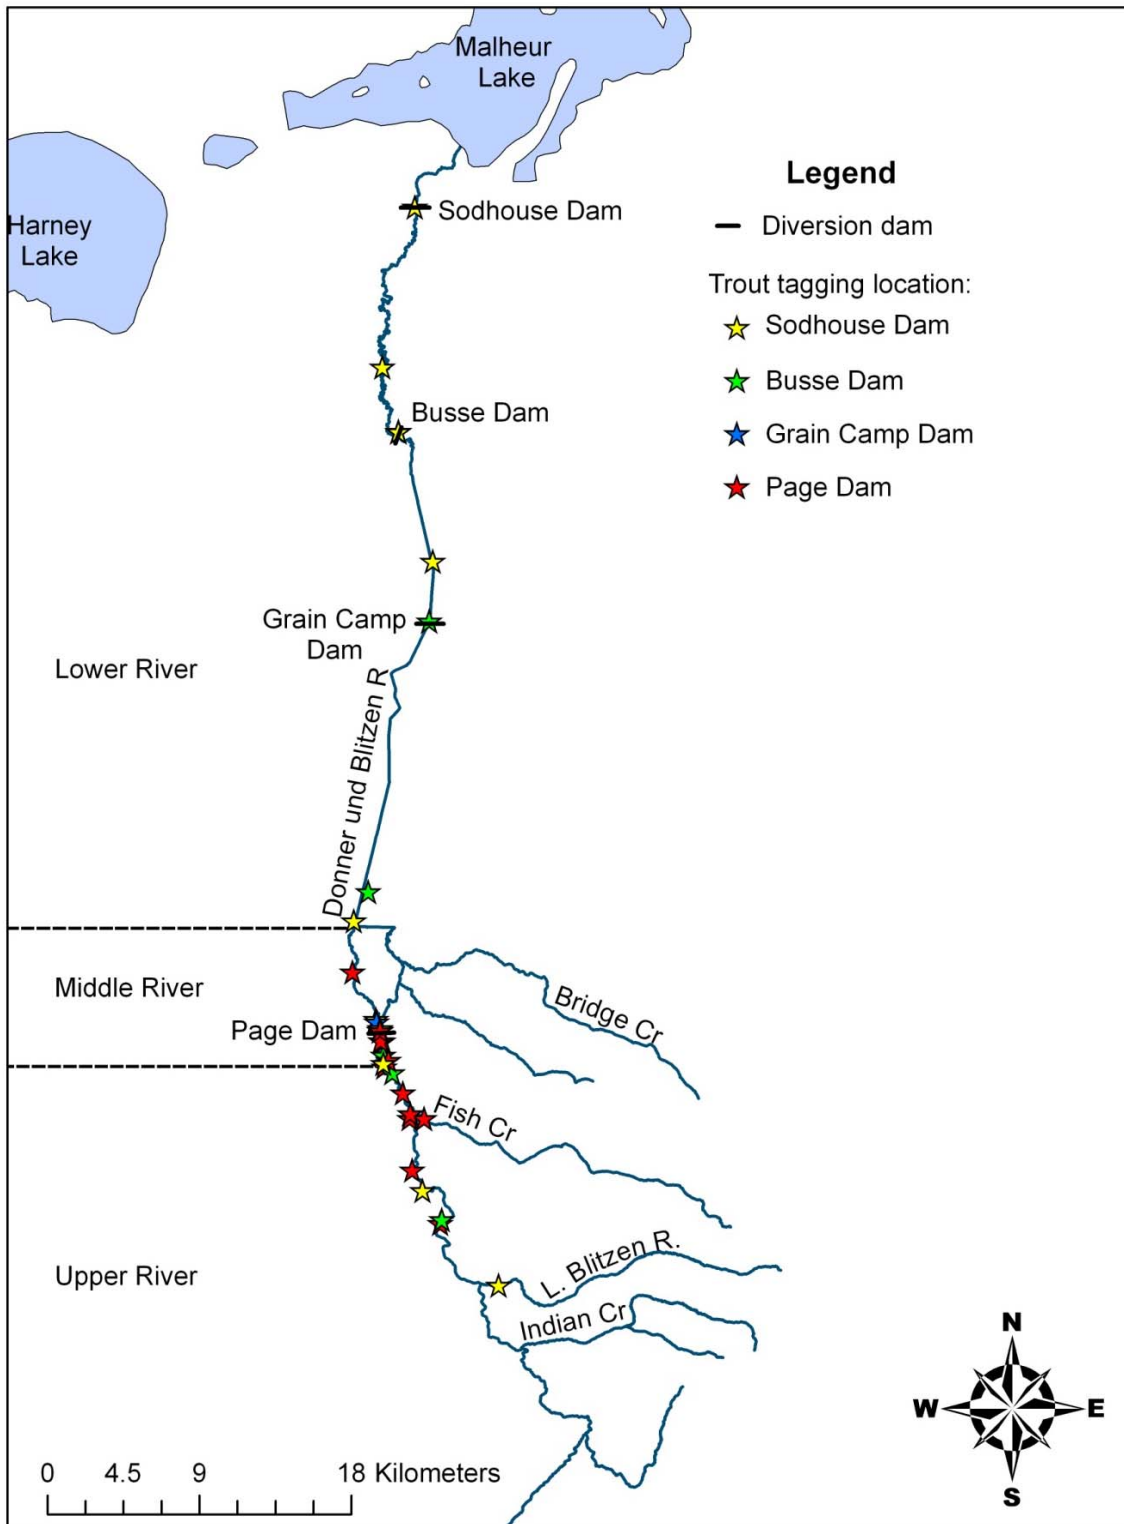 Malheur
Lake
Harney
Lake
Sodhouse Dam
Legend
Diversion dam
Trout tagging location:
Sodhouse Dam
Busse Dam
Grain Camp Dam
Page Dam
Busse Dam
Grain Camp
Dam
Lower River
Donner und Blitzen R
Middle River
Bridge Cr
Page Dam
Fish Cr
Upper River
L. Blitzen R.
Indian Cr
N
W
E
S
0 4.5 9 18 Kilometers